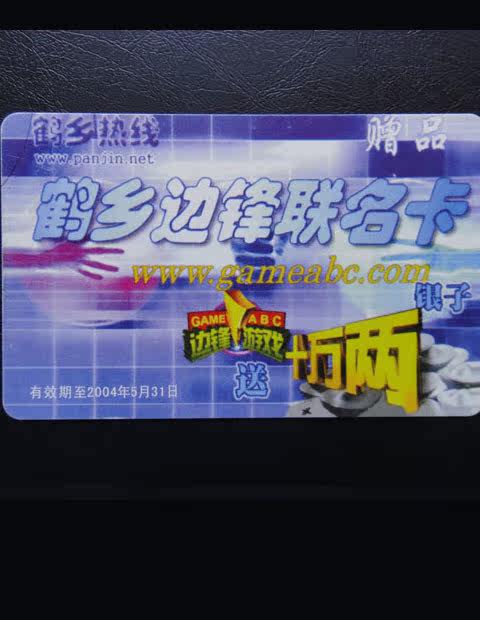 鹤乡热线
赠品
www.panjin.net
鹤乡边锋联名卡
www.gameabc.com
银子
GAME ABC
边锋游戏
十万两
送
有效期至2004年5月31日